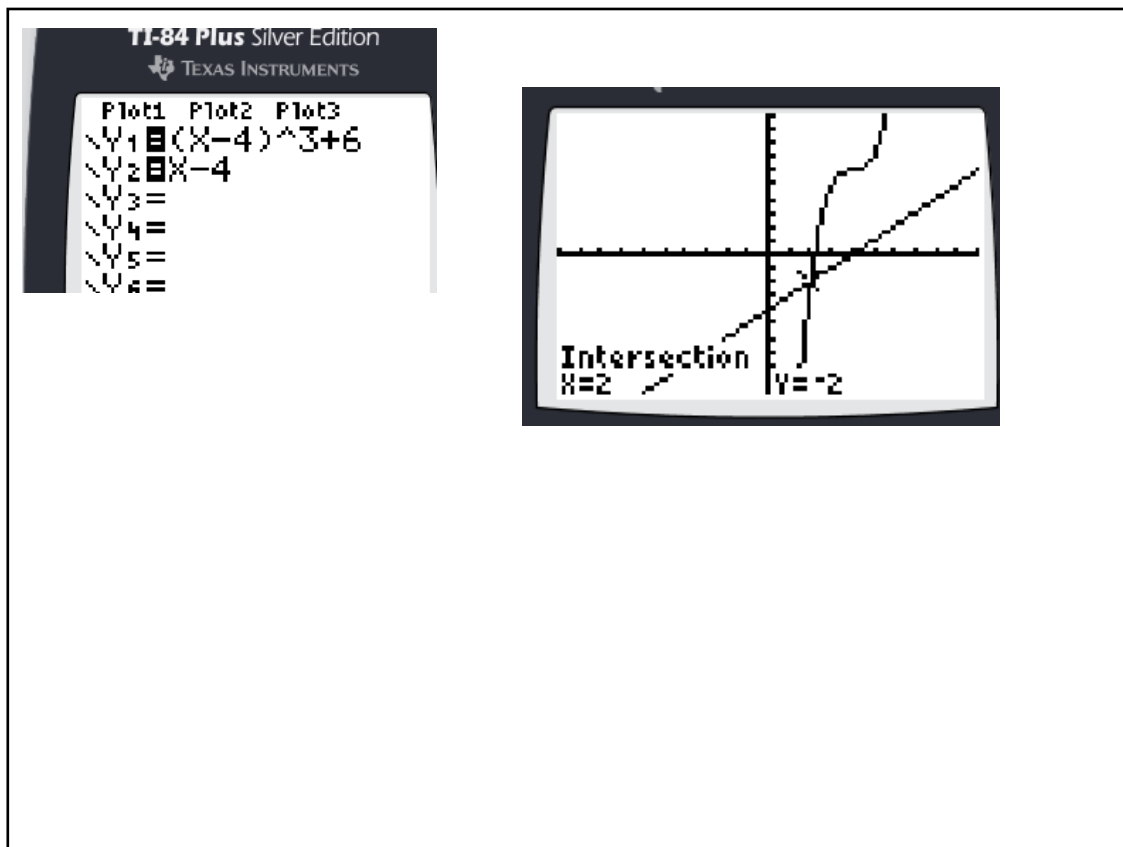 TI-84 Plus Silver Edition
TEXAS INSTRUMENTS
Plot1 Plot2 Plot3
\Y1=(X-4)^3+6
\Y2=X-4
\Y3=
\Y4=
\Y5=
\Y6=
Intersection
X=2 Y=-2